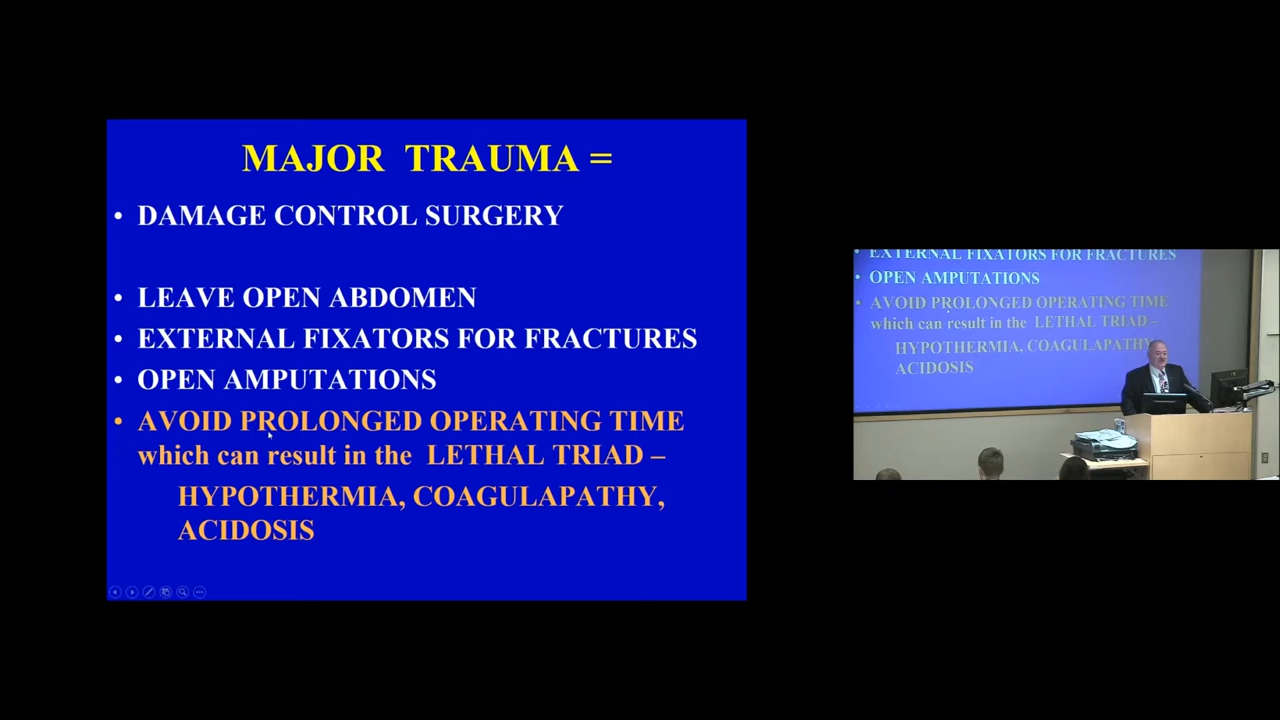 MAJOR TRAUMA =
• DAMAGE CONTROL SURGERY
• LEAVE OPEN ABDOMEN
• EXTERNAL FIXATORS FOR FRACTURES
• OPEN AMPUTATIONS
• AVOID PROLONGED OPERATING TIME
which can result in the LETHAL TRIAD –
HYPOTHERMIA, COAGULAPATHY,
ACIDOSIS
• EXTERNAL FIXATORS FOR FRACTURES
• OPEN AMPUTATIONS
• AVOID PROLONGED OPERATING TIME
which can result in the LETHAL TRIAD –
HYPOTHERMIA, COAGULAPATHY,
ACIDOSIS